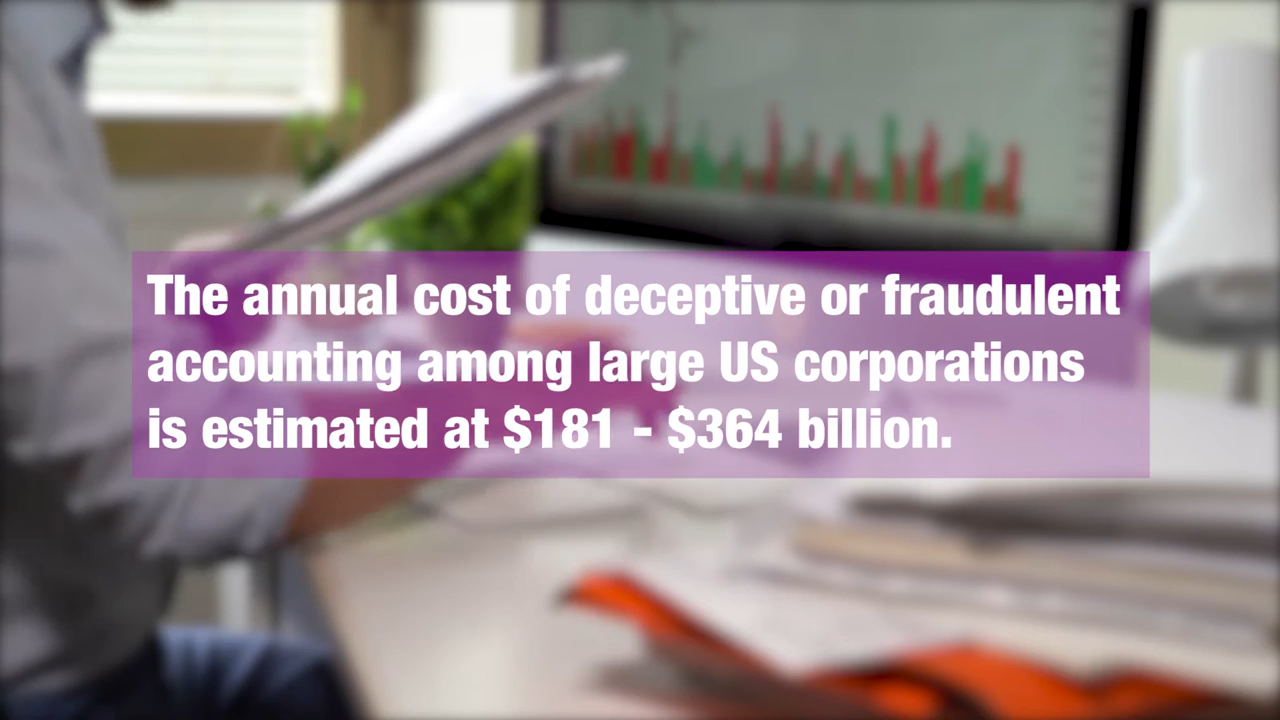 The annual cost of deceptive or fraudulent
accounting among large US corporations
is estimated at $181 - $364 billion.